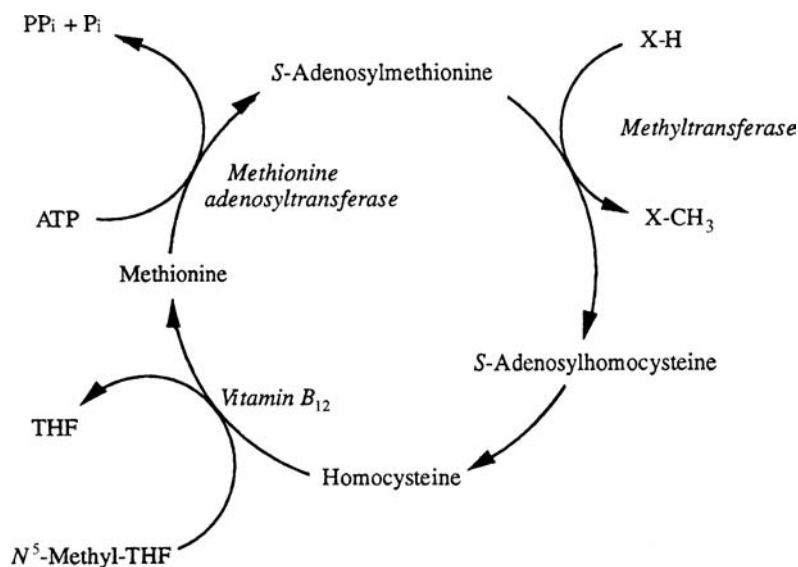 PPi + Pi
X-H
S-Adenosylmethionine
Methyltransferase
Methionine
adenosyltransferase
ATP
X-CH₃
Methionine
S-Adenosylhomocysteine
Vitamin B₁₂
THF
Homocysteine
N⁵-Methyl-THF